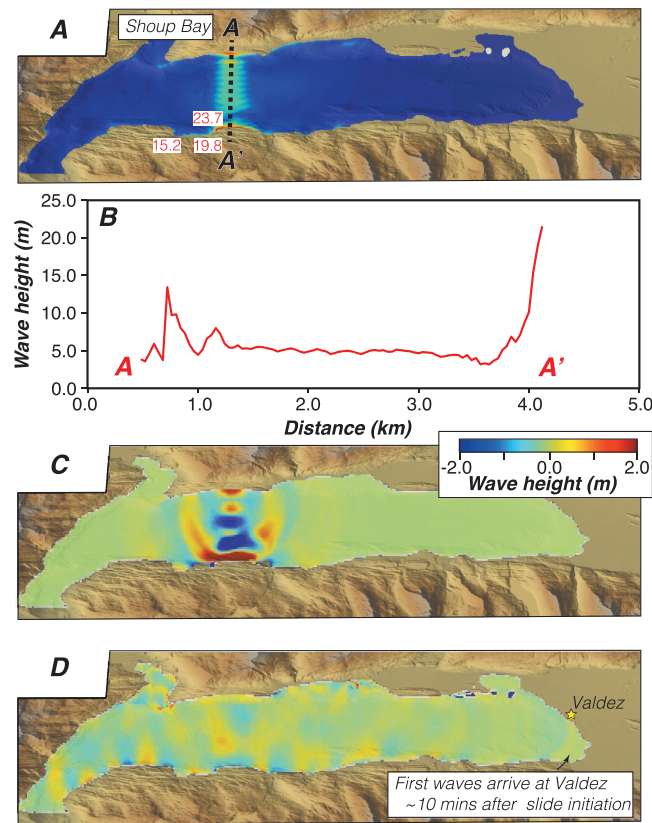 A
Shoup Bay
A
23.7
15.2
19.8
A'
25.0
20.0
15.0
10.0
5.0
0.0
Wave height (m)
B
A
A'
0.0
1.0
2.0
3.0
4.0
5.0
Distance (km)
C
-2.0
0.0
2.0
Wave height (m)
D
Valdez
First waves arrive at Valdez
~10 mins after slide initiation